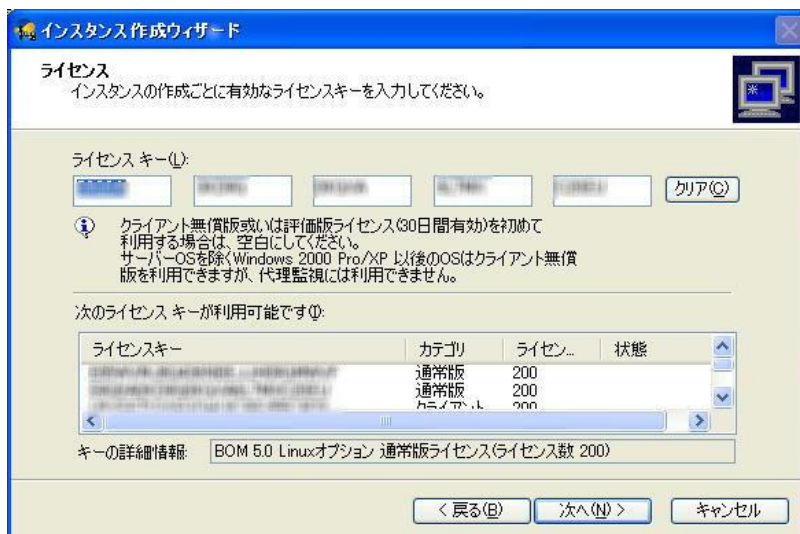 インスタンス作成ウィザード
ライセンス
インスタンスの作成ごとに有効なライセンスキーを入力してください。
ライセンス キー(L):
クリア(C)
クライアント無償版或いは評価版ライセンス(30日間有効)を初めて
利用する場合は、空白にしてください。
サーバーOSを除くWindows 2000 Pro/XP 以後のOSはクライアント無償
版を利用できますが、代理監視には利用できません。
次のライセンス キーが利用可能です(I):
ライセンスキー カテゴリ ライセン... 状態
通常版 200
通常版 200
クライアント 200
キーの詳細情報: BOM 5.0 Linuxオプション 通常版ライセンス(ライセンス数 200)
< 戻る(B) 次へ(N) > キャンセル